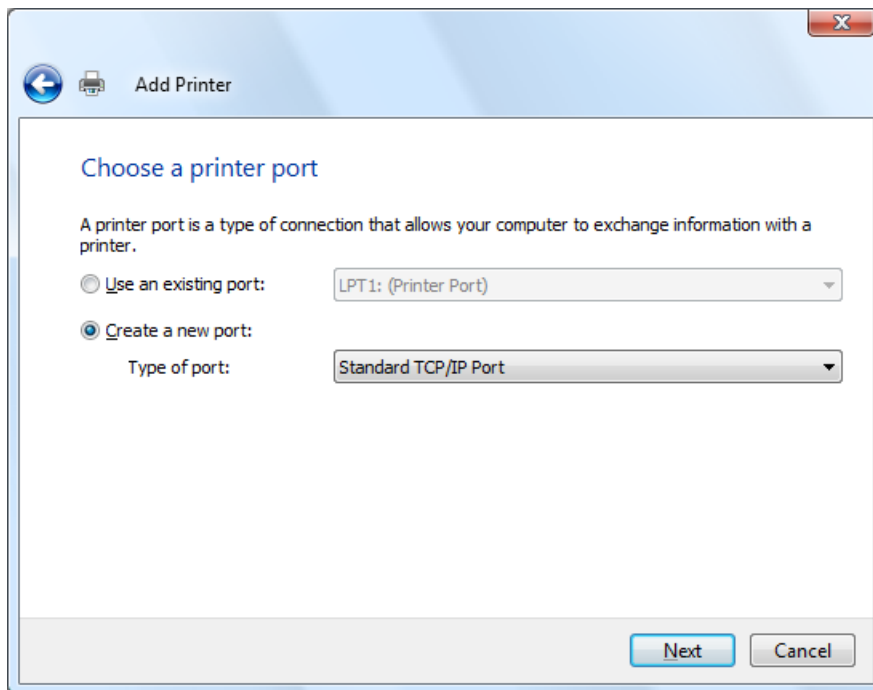 Add Printer
Choose a printer port
A printer port is a type of connection that allows your computer to exchange information with a
printer.
Use an existing port: LPT1: (Printer Port)
Create a new port:
Type of port: Standard TCP/IP Port
Next Cancel